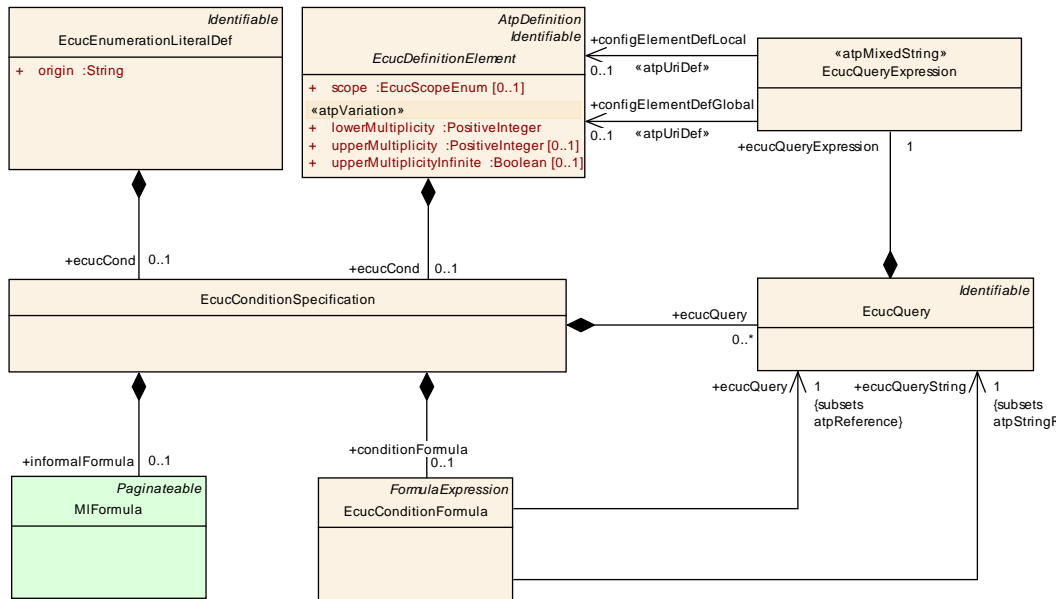 Identifiable
EcucEnumerationLiteralDef
+ origin :String
AtpDefinition
Identifiable
EcucDefinitionElement
+ scope :EcucScopeEnum [0..1]
«atpVariation»
+ lowerMultiplicity :PositiveInteger
+ upperMultiplicity :PositiveInteger [0..1]
+ upperMultiplicityInfinite :Boolean [0..1]
+configElementDefLocal
0..1 «atpUriDef»
+configElementDefGlobal
0..1 «atpUriDef»
«atpMixedString»
EcucQueryExpression
+ecucQueryExpression 1
+ecucCond 0..1
+ecucCond 0..1
EcucConditionSpecification
+ecucQuery
0..*
Identifiable
EcucQuery
+ecucQuery 1
{subsets
atpReference}
+ecucQueryString 1
{subsets
atpStringR
+informalFormula 0..1
+conditionFormula
0..1
Paginateable
MlFormula
FormulaExpression
EcucConditionFormula